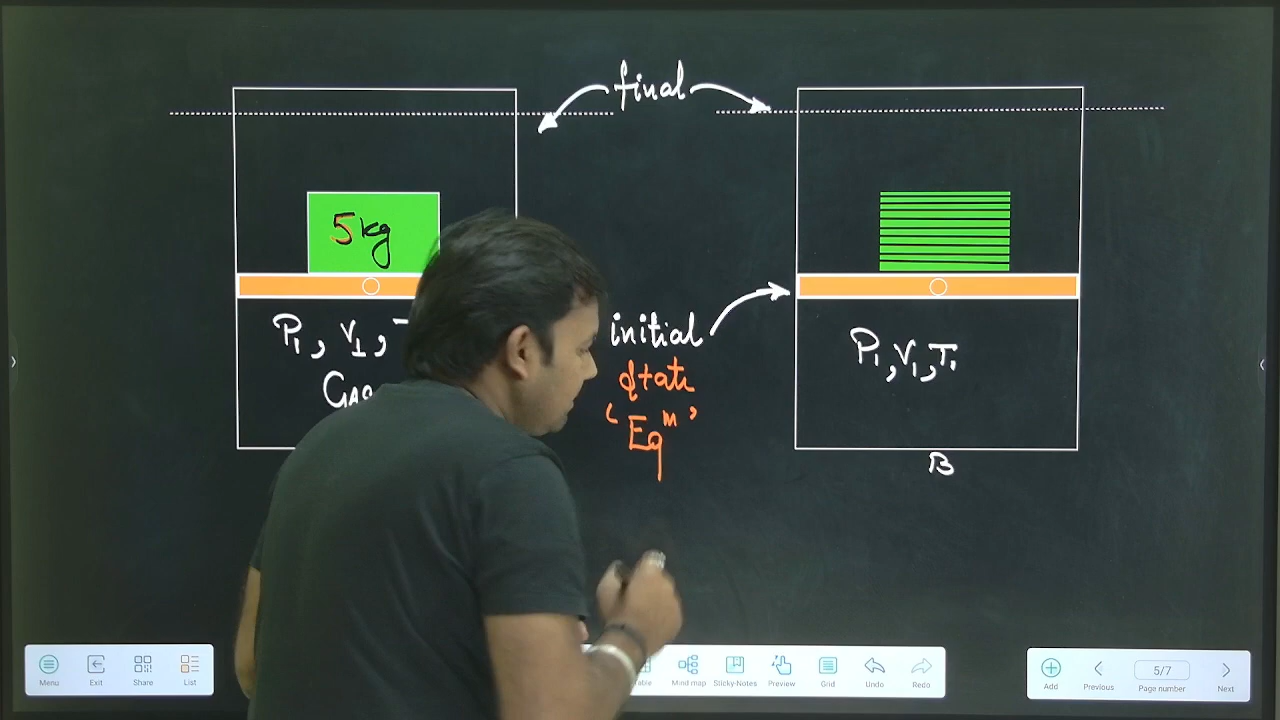 final
5kg
P₁, V₁,
initial
state
'Eqᵐ'
P₁, V₁, T₁
B
Menu
Exit
Share
List
Mind map
Sticky-Notes
Preview
Grid
Undo
Redo
Add
Previous
5/7
Page number
Next